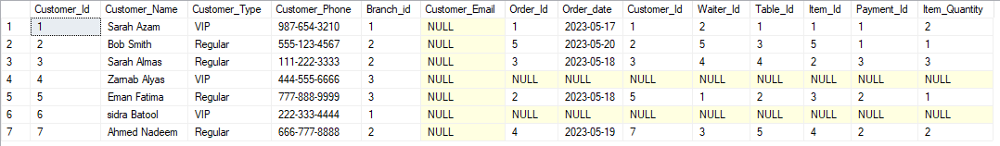 Customer_Id Customer_Name Customer_Type Customer_Phone Branch_id Customer_Email Order_Id Order_date Customer_Id Waiter_Id Table_Id Item_Id Payment_Id Item_Quantity
1 1 Sarah Azam VIP 987-654-3210 1 NULL 1 2023-05-17 1 2 1 1 1 2
2 2 Bob Smith Regular 555-123-4567 2 NULL 5 2023-05-20 2 5 3 5 1 1
3 3 Sarah Almas Regular 111-222-3333 2 NULL 3 2023-05-18 3 4 4 2 3 3
4 4 Zarnab Alyas VIP 444-555-6666 3 NULL NULL NULL NULL NULL NULL NULL NULL NULL
5 5 Eman Fatima Regular 777-888-9999 3 NULL 2 2023-05-18 5 1 2 3 2 1
6 6 sidra Batool VIP 222-333-4444 1 NULL NULL NULL NULL NULL NULL NULL NULL NULL
7 7 Ahmed Nadeem Regular 666-777-8888 2 NULL 4 2023-05-19 7 3 5 4 2 2